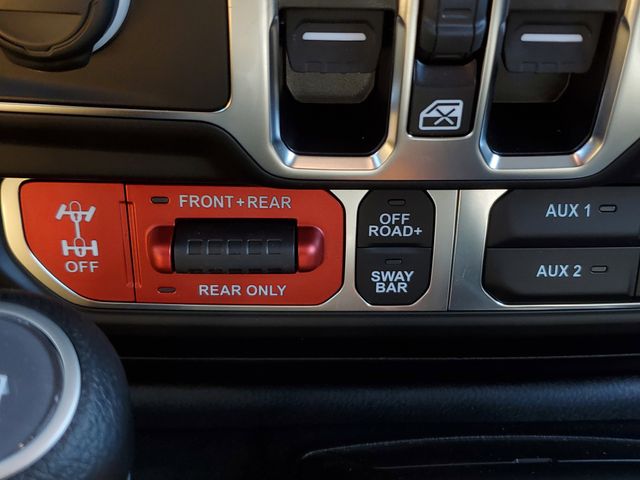 FRONT+REAR
OFF
REAR ONLY
OFF
ROAD+
SWAY
BAR
AUX 1
AUX 2